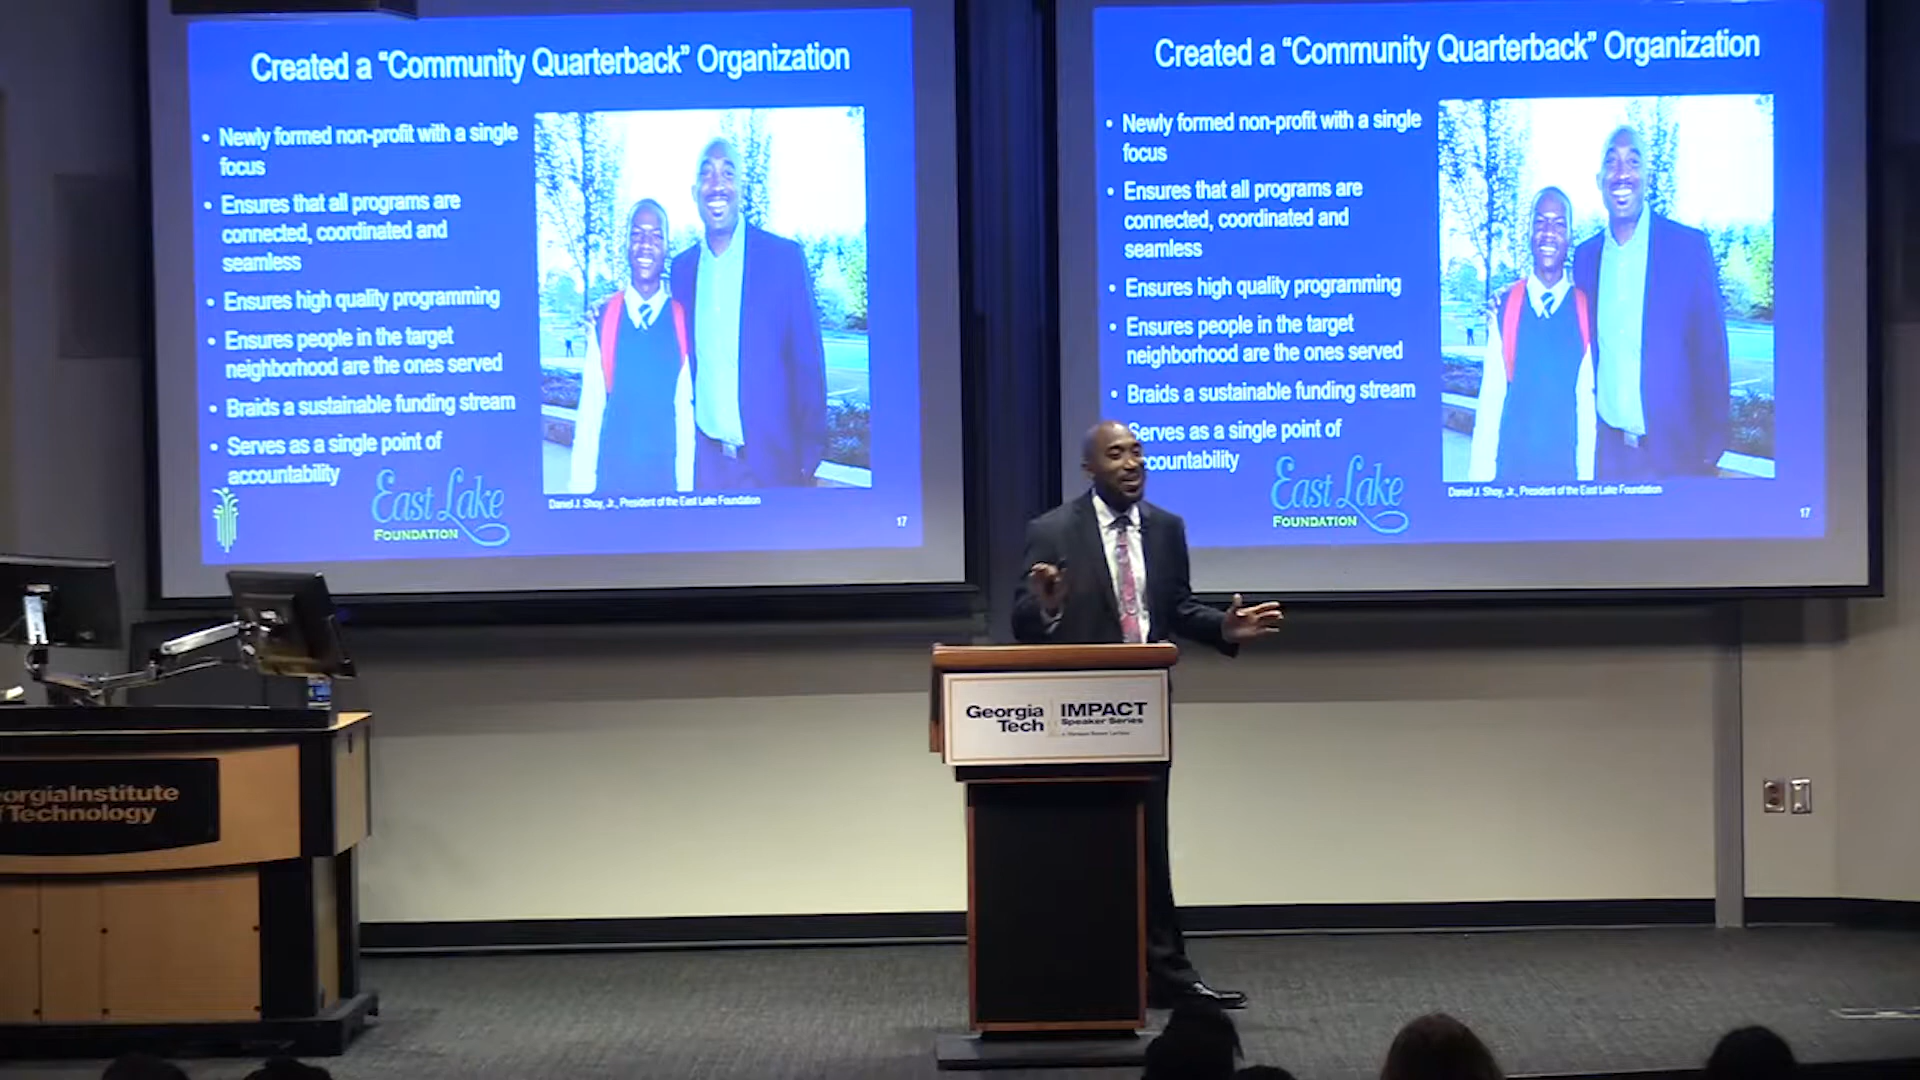 Created a “Community Quarterback” Organization
• Newly formed non-profit with a single
focus
• Ensures that all programs are
connected, coordinated and
seamless
• Ensures high quality programming
• Ensures people in the target
neighborhood are the ones served
• Braids a sustainable funding stream
• Serves as a single point of
accountability
East Lake
FOUNDATION
Daniel J. Shoy, Jr., President of the East Lake Foundation
17
Created a “Community Quarterback” Organization
• Newly formed non-profit with a single
focus
• Ensures that all programs are
connected, coordinated and
seamless
• Ensures high quality programming
• Ensures people in the target
neighborhood are the ones served
• Braids a sustainable funding stream
Serves as a single point of
ccountability
East Lake
FOUNDATION
Daniel J. Shoy, Jr., President of the East Lake Foundation
17
Georgia
Tech
IMPACT
Speaker Series
orgiaInstitute
f Technology